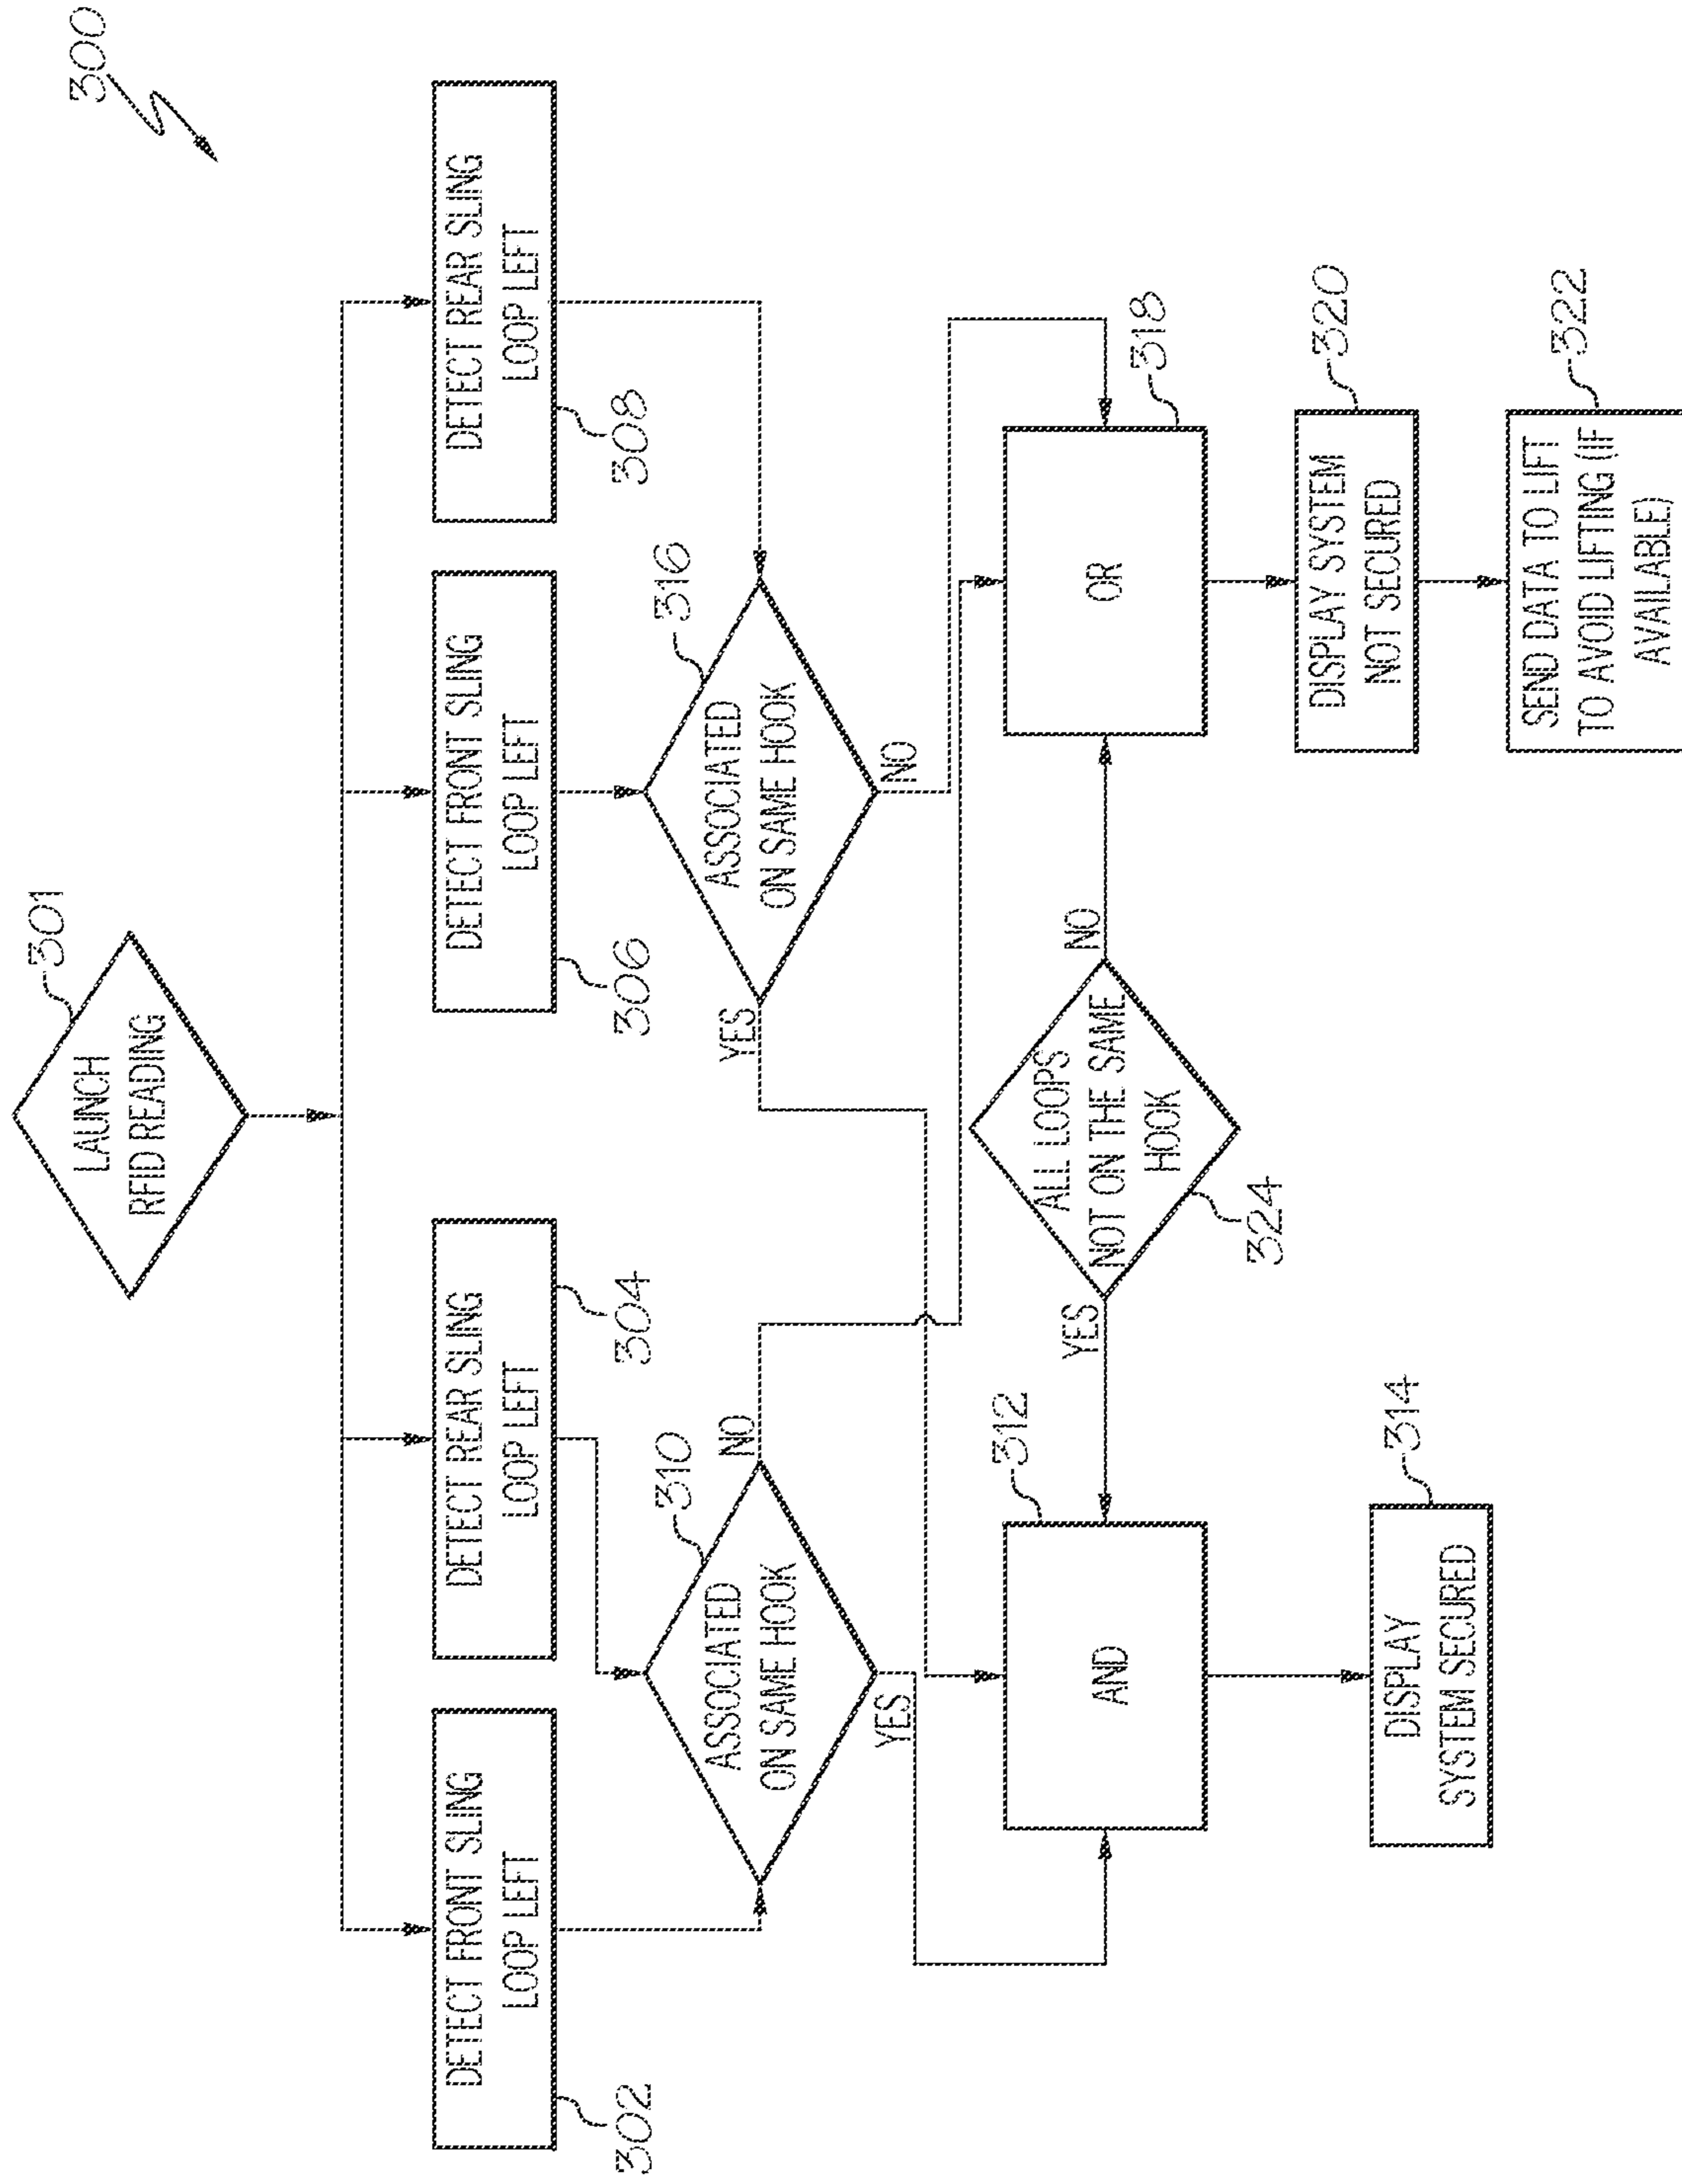 300
301
LAUNCH
RFID READING
DETECT FRONT SLING
LOOP LEFT
302
DETECT REAR SLING
LOOP LEFT
304
DETECT FRONT SLING
LOOP LEFT
306
DETECT REAR SLING
LOOP LEFT
308
310
ASSOCIATED
ON SAME HOOK
NO
YES
316
ASSOCIATED
ON SAME HOOK
YES
NO
312
AND
YES
ALL LOOPS
NOT ON THE SAME
HOOK
NO
324
OR
318
DISPLAY
SYSTEM SECURED
314
DISPLAY SYSTEM
NOT SECURED
320
SEND DATA TO LIFT
TO AVOID LIFTING (IF
AVAILABLE)
322